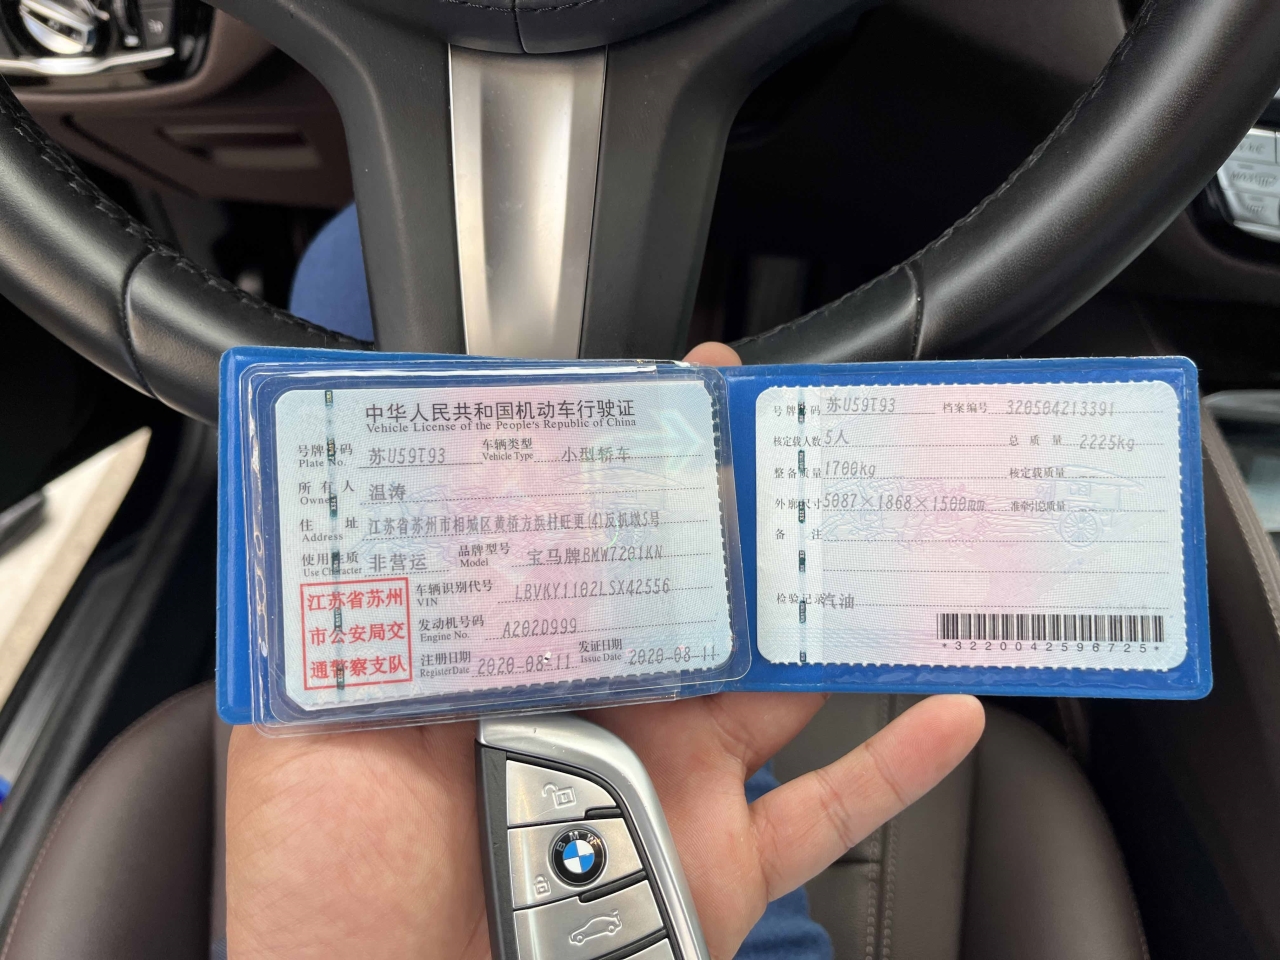 中华人民共和国机动车行驶证
Vehicle License of the People's Republic of China
号牌号码 苏U59T93 车辆类型 小型轿车
Plate No. Vehicle Type
所有人 温涛
Owner
住址 江苏省苏州市相城区黄桥方浜村旺更(4)反机墩5号
Address
使用性质 非营运 品牌型号 宝马牌BMW7201KN
Use Character Model
江苏省苏州
市公安局交
通警察支队
车辆识别代号 LBVKY1102LSX42556
VIN
发动机号码 A202D999
Engine No.
注册日期 2020-08-11 发证日期 2020-08-11
Register Date Issue Date
号牌号码 苏U59T93 档案编号 320504213391
核定载人数 5人 总质量 2225kg
整备质量 1700kg 核定载质量
外廓尺寸 5087×1868×1500mm 准牵引总质量
备注
检验记录 汽油
*3220042596725*
BMW